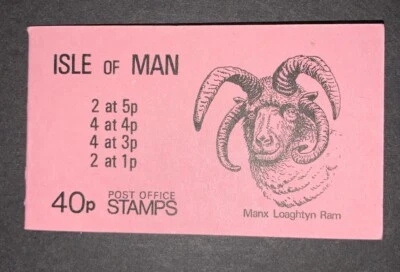 ISLE OF MAN
2 at 5p
4 at 4p
4 at 3p
2 at 1p
40p POST OFFICE STAMPS
Manx Loaghtyn Ram